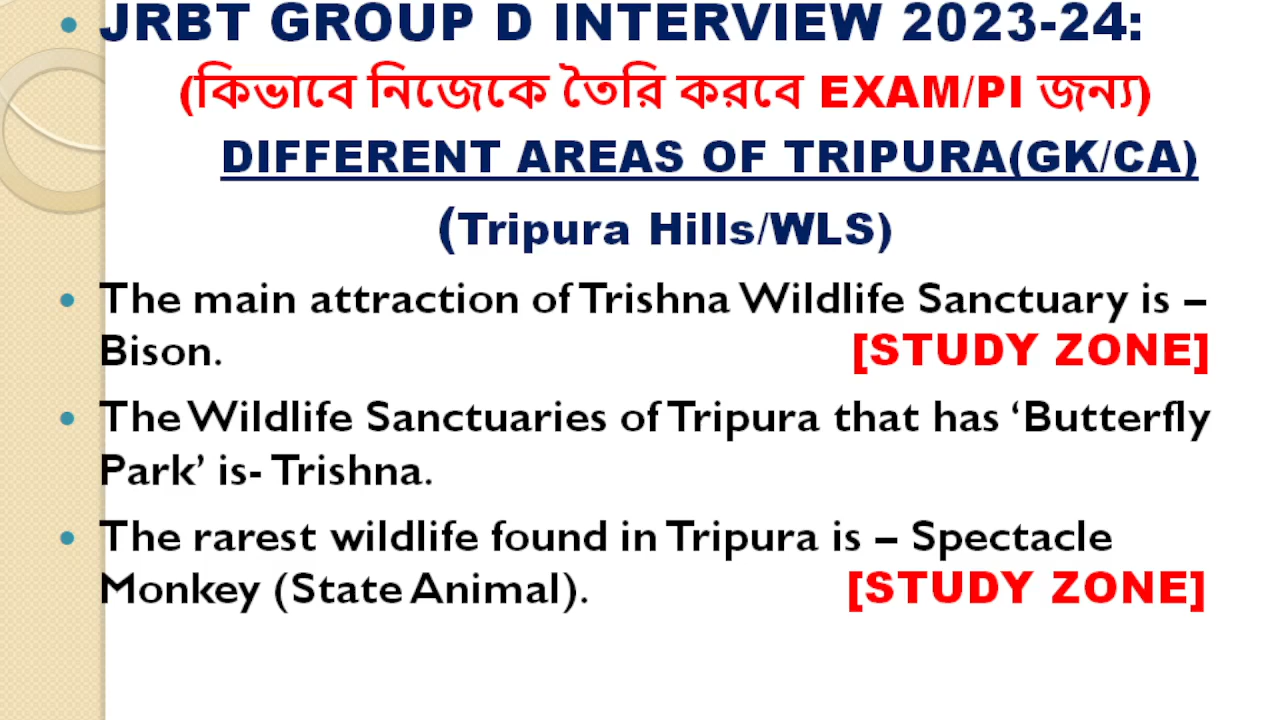 JRBT GROUP D INTERVIEW 2023-24:
(কিভাবে নিজেকে তৈরি করবে EXAM/PI জন্য)
DIFFERENT AREAS OF TRIPURA(GK/CA)
(Tripura Hills/WLS)
The main attraction of Trishna Wildlife Sanctuary is –
Bison. [STUDY ZONE]
The Wildlife Sanctuaries of Tripura that has ‘Butterfly
Park’ is- Trishna.
The rarest wildlife found in Tripura is – Spectacle
Monkey (State Animal). [STUDY ZONE]